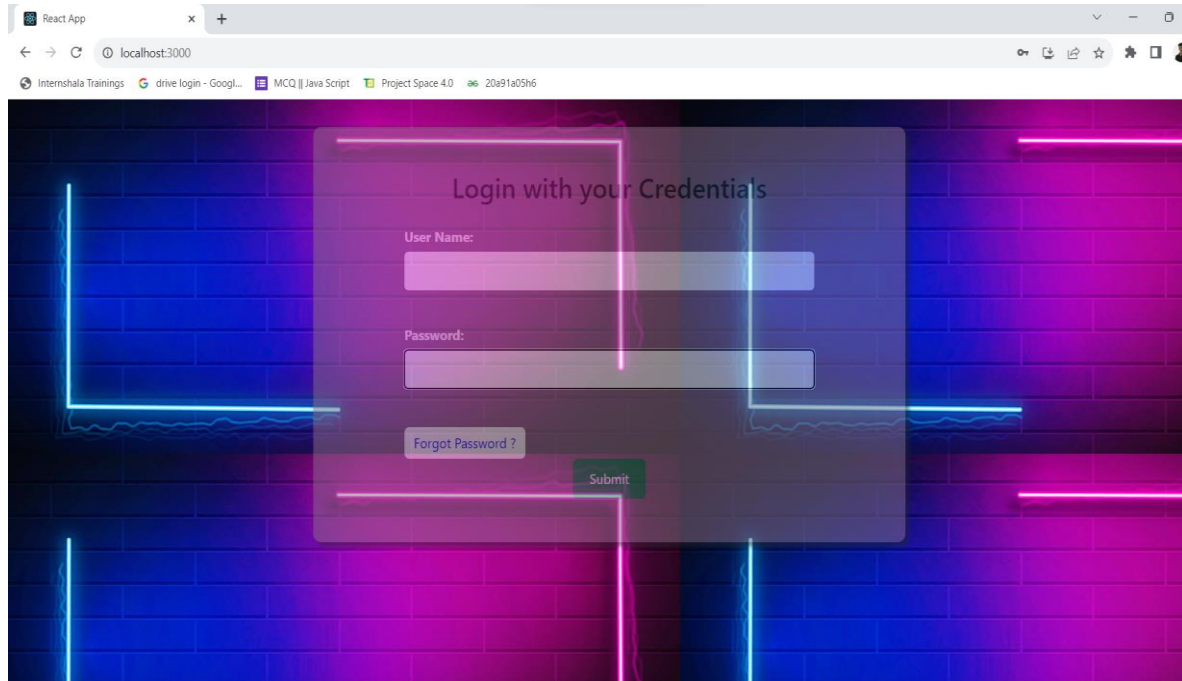 React App
localhost:3000
Internshala Trainings G drive login - Googl... MCQ || Java Script Project Space 4.0 20a91a05h6
Login with your Credentials
User Name:
Password:
Forgot Password ?
Submit